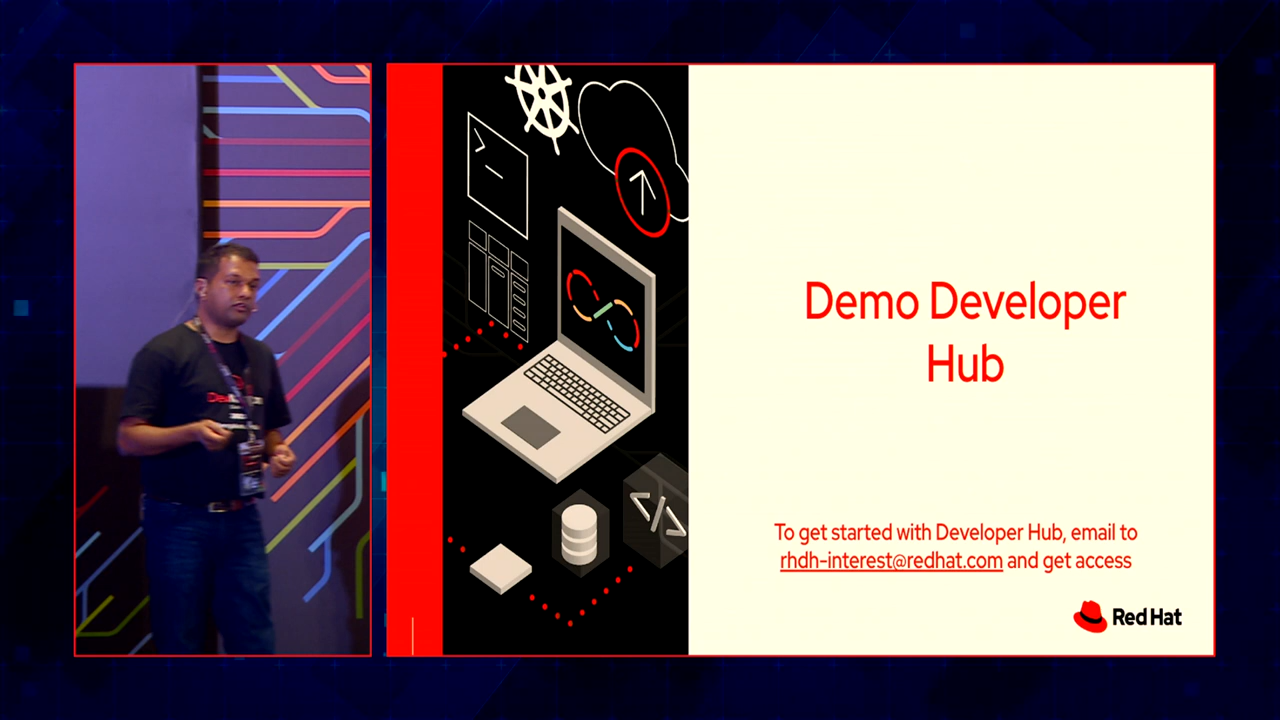 Demo Developer
Hub
To get started with Developer Hub, email to
rhdh-interest@redhat.com and get access
Red Hat